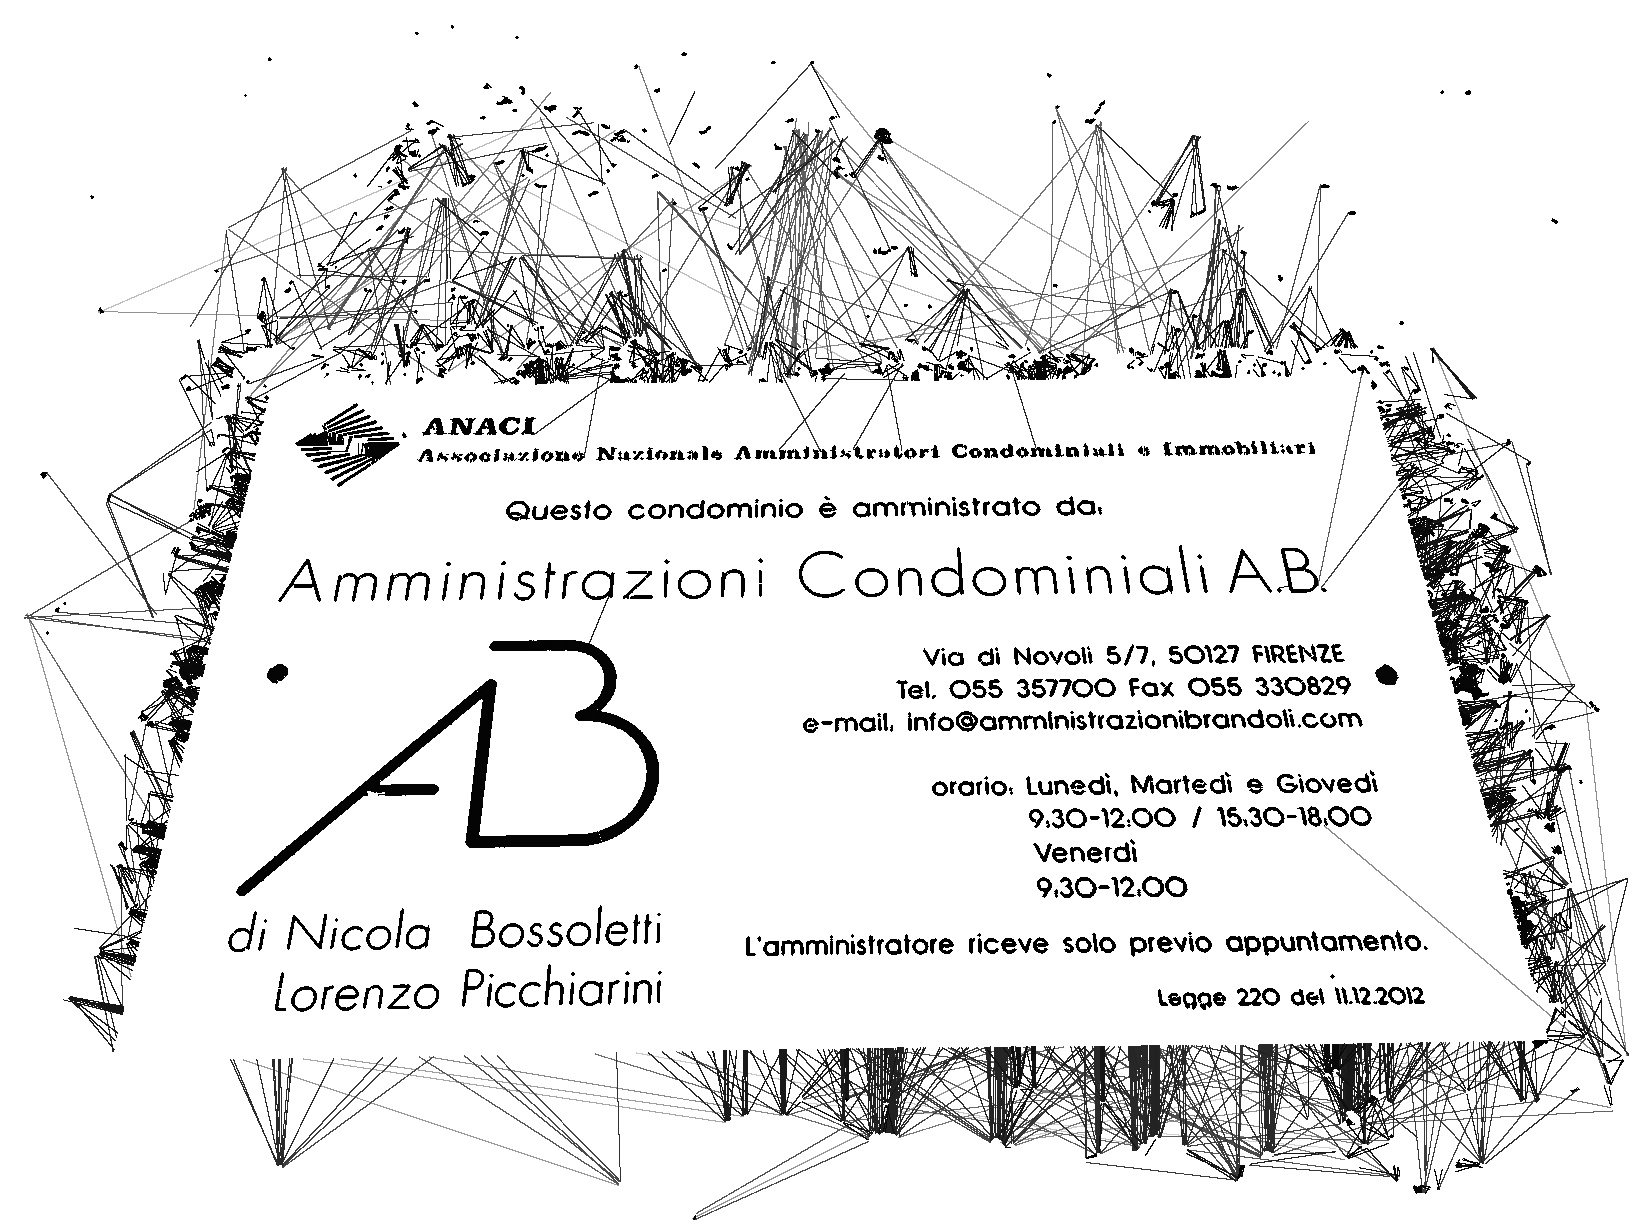 ANACI
Associazione Nazionale Amministratori Condominiali e Immobiliari
Questo condominio è amministrato da:
Amministrazioni Condominiali A.B.
AB
Via di Novoli 5/7, 50127 FIRENZE
Tel. 055 357700 Fax 055 330829
e-mail: info@amministrazionibrandoli.com
orario: Lunedì, Martedì e Giovedì
9:30-12:00 / 15:30-18:00
Venerdì
9:30-12:00
di Nicola Bossoletti
Lorenzo Picchiarini
L'amministratore riceve solo previo appuntamento.
Legge 220 del 11.12.2012